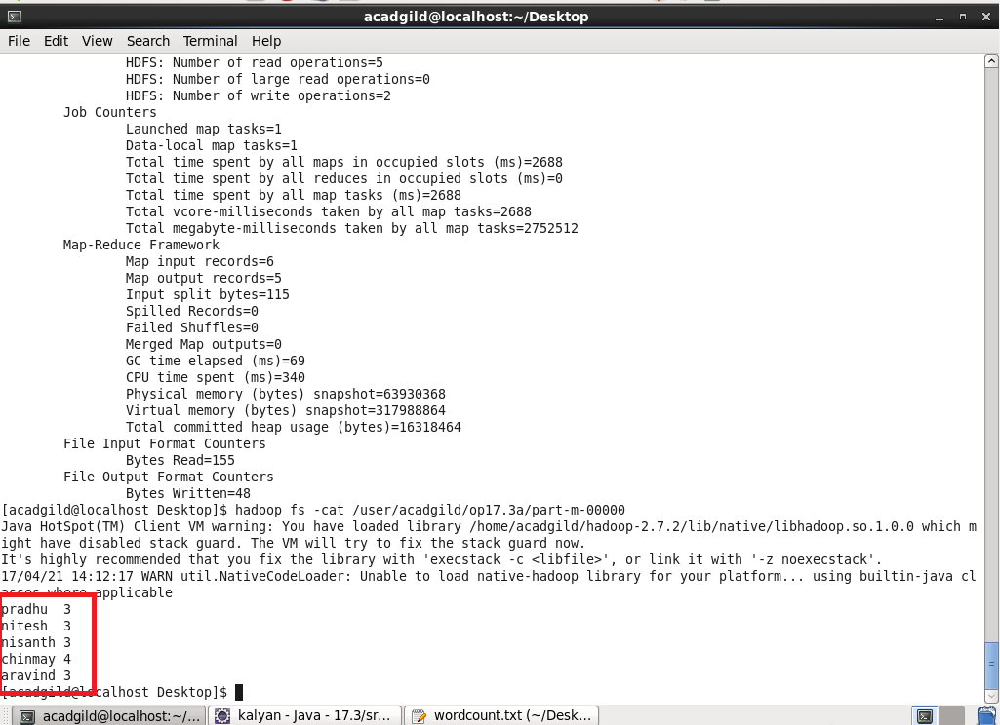 acadgild@localhost:~/Desktop
File Edit View Search Terminal Help
HDFS: Number of read operations=5
HDFS: Number of large read operations=0
HDFS: Number of write operations=2
Job Counters
Launched map tasks=1
Data-local map tasks=1
Total time spent by all maps in occupied slots (ms)=2688
Total time spent by all reduces in occupied slots (ms)=0
Total time spent by all map tasks (ms)=2688
Total vcore-milliseconds taken by all map tasks=2688
Total megabyte-milliseconds taken by all map tasks=2752512
Map-Reduce Framework
Map input records=6
Map output records=5
Input split bytes=115
Spilled Records=0
Failed Shuffles=0
Merged Map outputs=0
GC time elapsed (ms)=69
CPU time spent (ms)=340
Physical memory (bytes) snapshot=63930368
Virtual memory (bytes) snapshot=317988864
Total committed heap usage (bytes)=16318464
File Input Format Counters
Bytes Read=155
File Output Format Counters
Bytes Written=48
[acadgild@localhost Desktop]$ hadoop fs -cat /user/acadgild/op17.3a/part-m-00000
Java HotSpot(TM) Client VM warning: You have loaded library /home/acadgild/hadoop-2.7.2/lib/native/libhadoop.so.1.0.0 which m
ight have disabled stack guard. The VM will try to fix the stack guard now.
It's highly recommended that you fix the library with 'execstack -c <libfile>', or link it with '-z noexecstack'.
17/04/21 14:12:17 WARN util.NativeCodeLoader: Unable to load native-hadoop library for your platform... using builtin-java cl
asses where applicable
pradhu 3
nitesh 3
nisanth 3
chinmay 4
aravind 3
[acadgild@localhost Desktop]$
acadgild@localhost:~/... kalyan - Java - 17.3/sr... wordcount.txt (~/Desk...